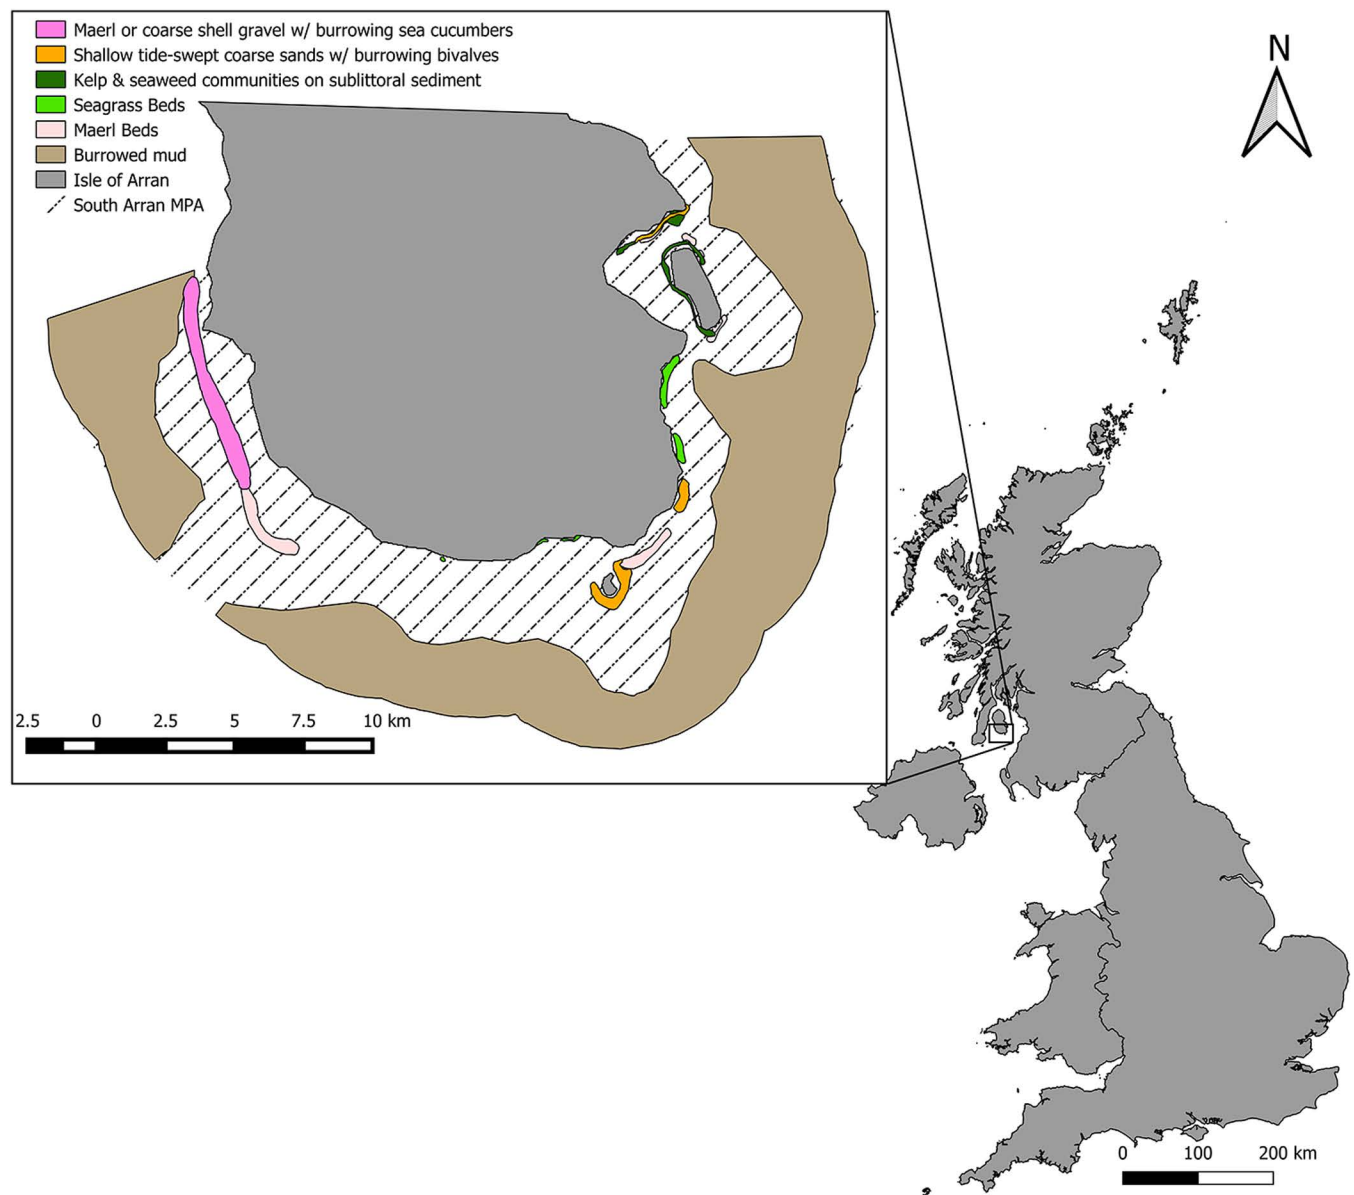 Maerl or coarse shell gravel w/ burrowing sea cucumbers
Shallow tide-swept coarse sands w/ burrowing bivalves
Kelp & seaweed communities on sublittoral sediment
Seagrass Beds
Maerl Beds
Burrowed mud
Isle of Arran
South Arran MPA
N
2.5 0 2.5 5 7.5 10 km
0 100 200 km